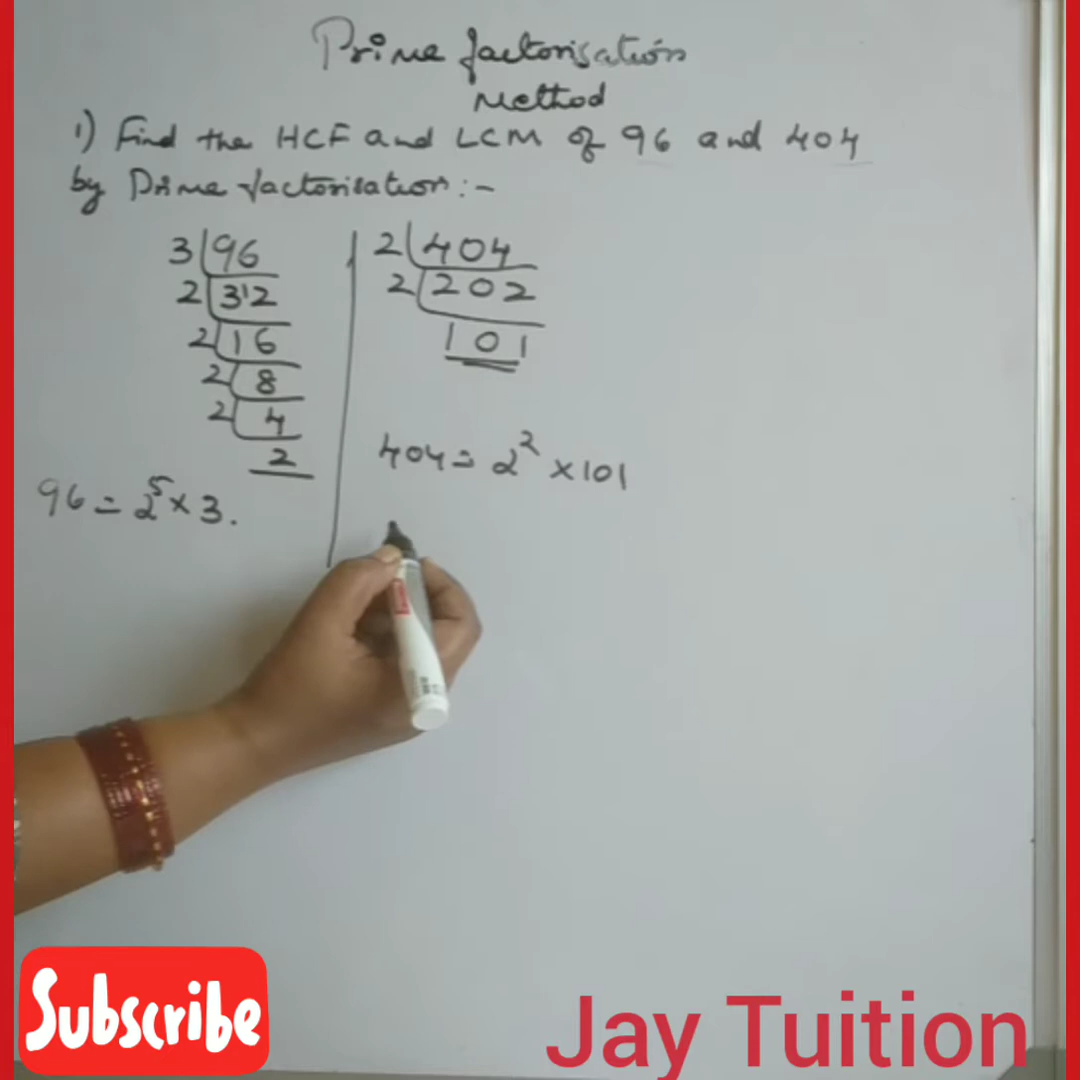 Prime factorisation
Method
1) Find the HCF and LCM of 96 and 404
by Prime factorisation:-
3|96
2|32
2|16
2|8
2|4
2
96 = 2⁵ × 3.
2|404
2|202
101
404 = 2² × 101
Subscribe
Jay Tuition